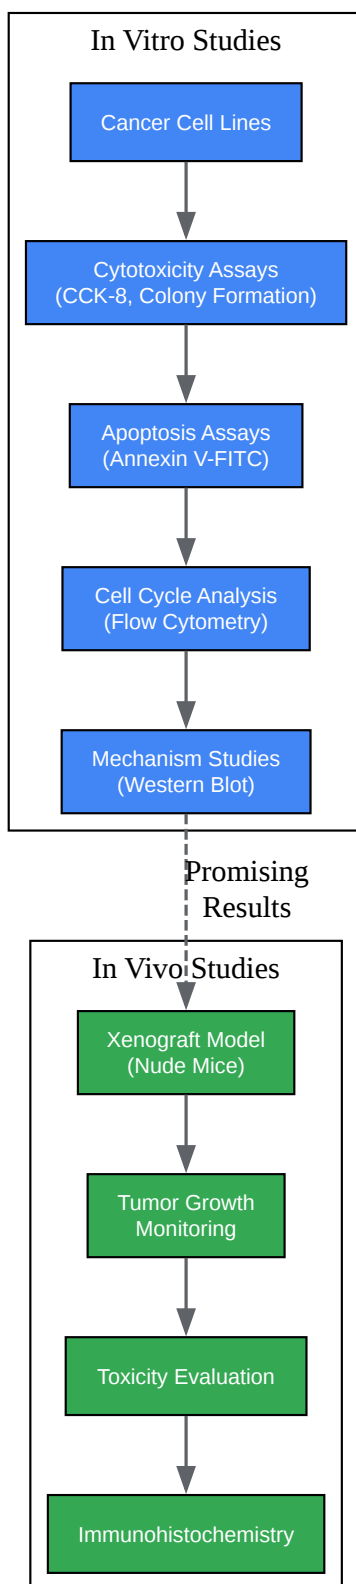 In Vitro Studies
Cancer Cell Lines
Cytotoxicity Assays
(CCK-8, Colony Formation)
Apoptosis Assays
(Annexin V-FITC)
Cell Cycle Analysis
(Flow Cytometry)
Mechanism Studies
(Western Blot)
Promising
Results
In Vivo Studies
Xenograft Model
(Nude Mice)
Tumor Growth
Monitoring
Toxicity Evaluation
Immunohistochemistry